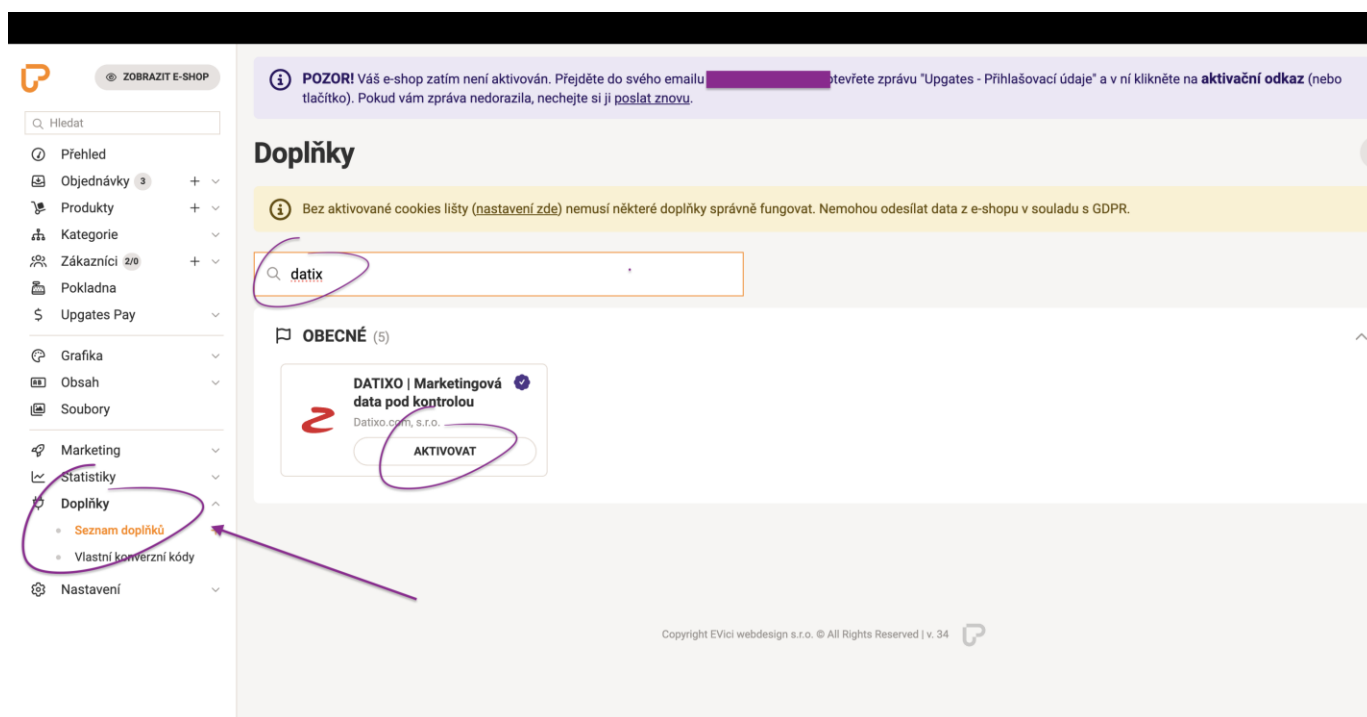 ZOBRAZIT E-SHOP
Hledat
Přehled
Objednávky 3
Produkty
Kategorie
Zákazníci 2/0
Pokladna
Upgates Pay
Grafika
Obsah
Soubory
Marketing
Statistiky
Doplňky
Seznam doplňků
Vlastní konverzní kódy
Nastavení
POZOR! Váš e-shop zatím není aktivován. Přejděte do svého emailu otevřete zprávu "Upgates - Přihlašovací údaje" a v ní klikněte na aktivační odkaz (nebo
tlačítko). Pokud vám zpráva nedorazila, nechejte si ji poslat znovu.
Doplňky
Bez aktivované cookies lišty (nastavení zde) nemusí některé doplňky správně fungovat. Nemohou odesílat data z e-shopu v souladu s GDPR.
datix
OBECNÉ (5)
DATIXO | Marketingová
data pod kontrolou
Datixo.com, s.r.o.
AKTIVOVAT
Copyright EVici webdesign s.r.o. © All Rights Reserved | v. 34